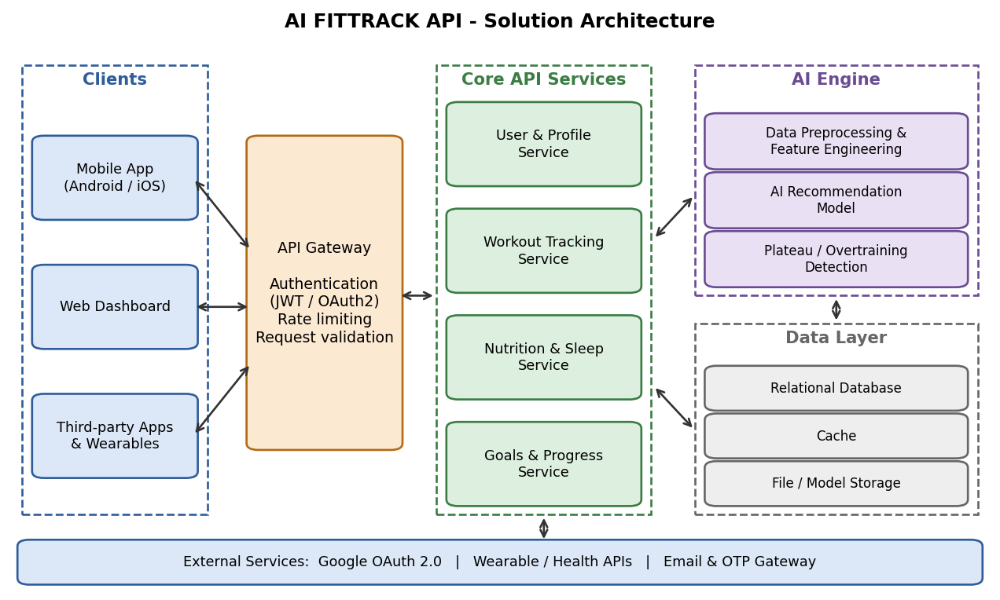 AI FITTRACK API - Solution Architecture
Clients
Mobile App
(Android / iOS)
Web Dashboard
Third-party Apps
& Wearables
API Gateway
Authentication
(JWT / OAuth2)
Rate limiting
Request validation
Core API Services
User & Profile
Service
Workout Tracking
Service
Nutrition & Sleep
Service
Goals & Progress
Service
AI Engine
Data Preprocessing &
Feature Engineering
AI Recommendation
Model
Plateau / Overtraining
Detection
Data Layer
Relational Database
Cache
File / Model Storage
External Services:  Google OAuth 2.0   |   Wearable / Health APIs   |   Email & OTP Gateway